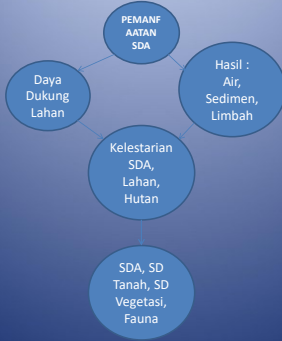 PEMANF
AATAN
SDA
Daya
Dukung
Lahan
Hasil :
Air,
Sedimen,
Limbah
Kelestarian
SDA,
Lahan,
Hutan
SDA, SD
Tanah, SD
Vegetasi,
Fauna